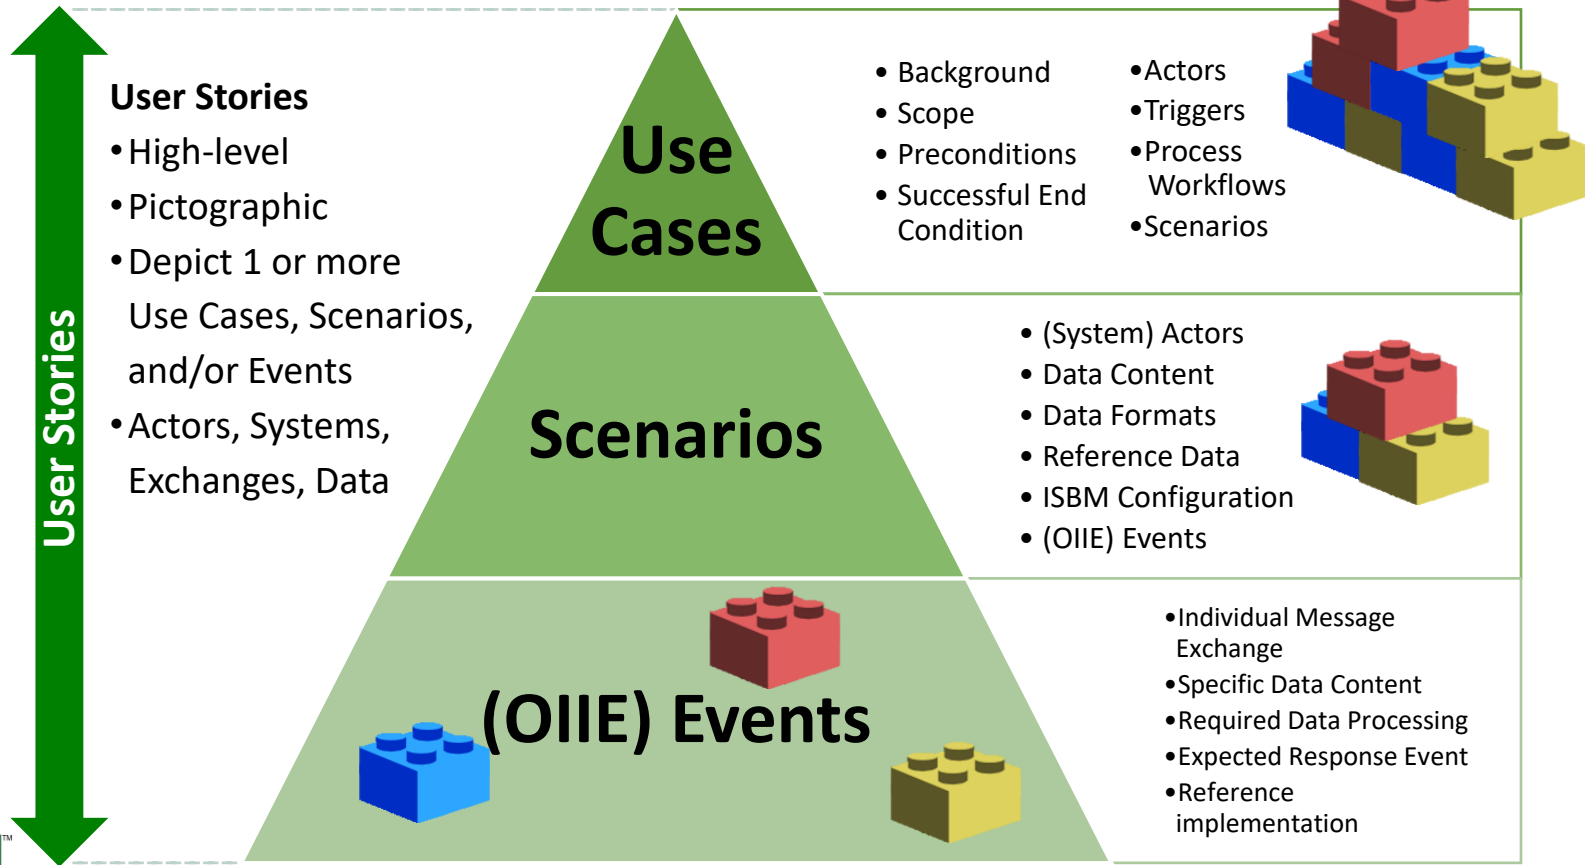 User Stories
User Stories
•High-level
•Pictographic
•Depict 1 or more
Use Cases, Scenarios,
and/or Events
•Actors, Systems,
Exchanges, Data
Use
Cases
• Background
• Scope
• Preconditions
• Successful End
Condition
•Actors
•Triggers
•Process
Workflows
•Scenarios
Scenarios
• (System) Actors
• Data Content
• Data Formats
• Reference Data
• ISBM Configuration
• (OIIE) Events
(OIIE) Events
•Individual Message
Exchange
•Specific Data Content
•Required Data Processing
•Expected Response Event
•Reference
implementation
™